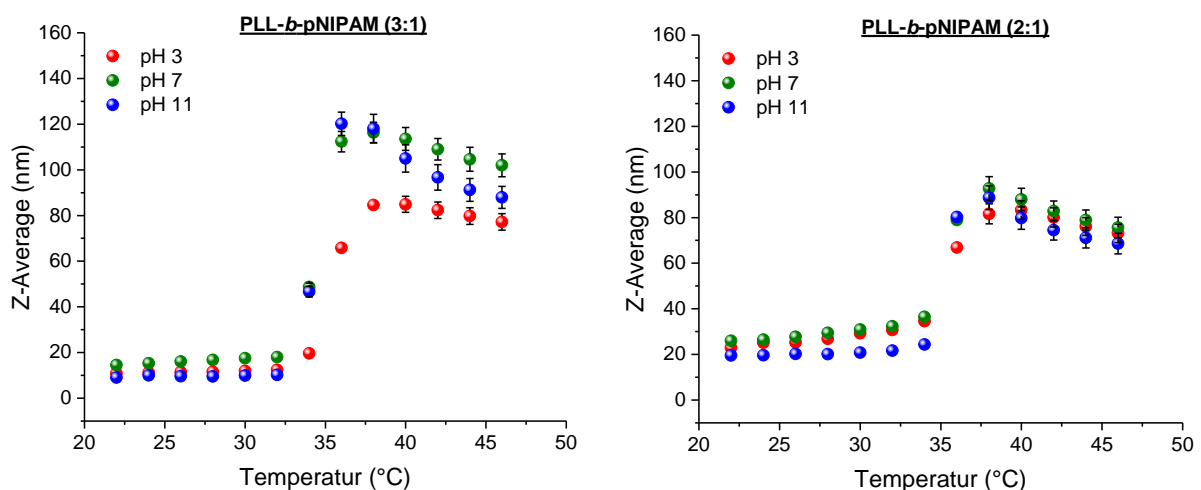 PLL-b-pNIPAM (3:1)
pH 3
pH 7
pH 11
160
140
120
100
80
60
40
20
0
Z-Average (nm)
20
25
30
35
40
45
50
Temperatur (°C)
PLL-b-pNIPAM (2:1)
pH 3
pH 7
pH 11
160
140
120
100
80
60
40
20
0
Z-Average (nm)
20
25
30
35
40
45
50
Temperatur (°C)